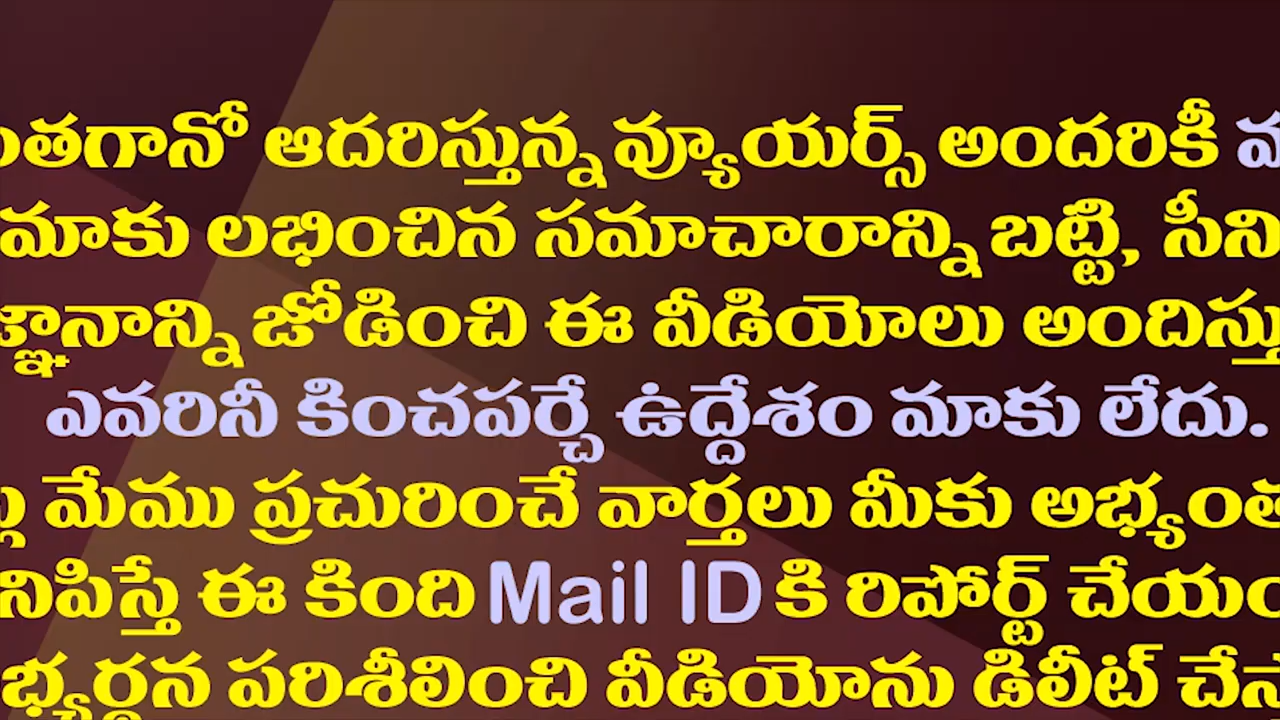 ంతగానో ఆదరిస్తున్న వ్యూయర్స్ అందరికీ
మాకు లభించిన సమాచారాన్ని బట్టి, సీని
జ్ఞానాన్ని జోడించి ఈ వీడియోలు అందిస్తు
ఎవరినీ కించపర్చే ఉద్దేశం మాకు లేదు.
మేము ప్రచురించే వార్తలు మీకు అభ్యంత
నిపిస్తే ఈ కింది Mail ID కి రిపోర్ట్ చేయం
భ్యర్థన పరిశీలించి వీడియోను డిలీట్ చేస